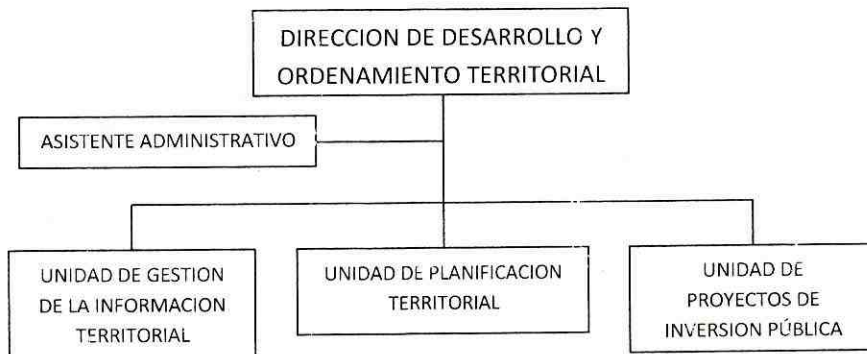 DIRECCION DE DESARROLLO Y
ORDENAMIENTO TERRITORIAL
ASISTENTE ADMINISTRATIVO
UNIDAD DE GESTION
DE LA INFORMACION
TERRITORIAL
UNIDAD DE PLANIFICACION
TERRITORIAL
UNIDAD DE
PROYECTOS DE
INVERSION PÚBLICA